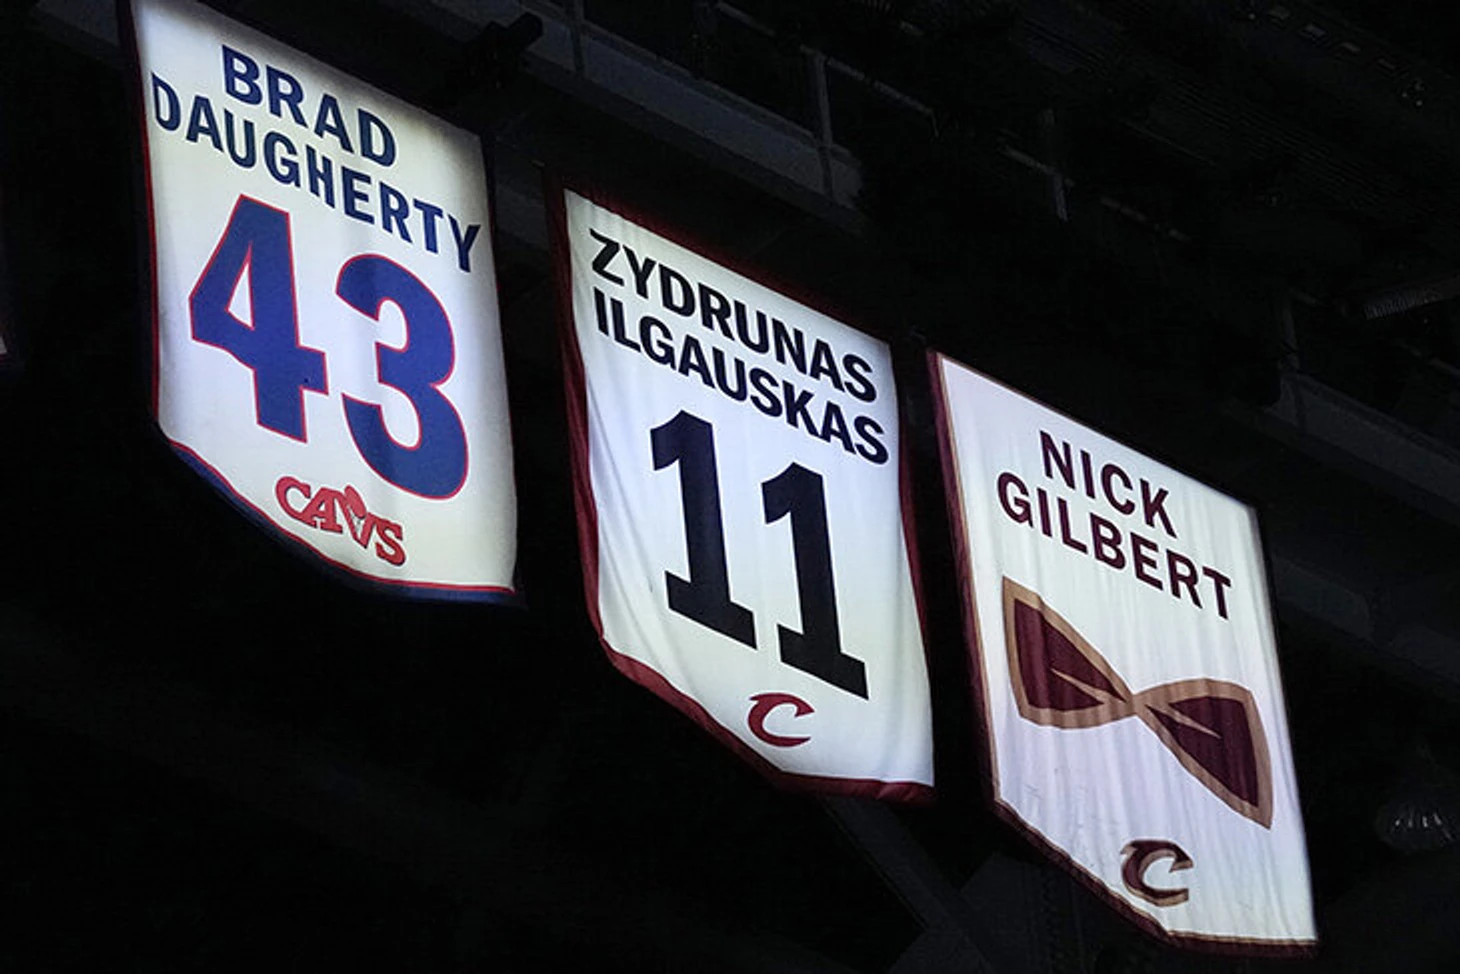 BRAD
DAUGHERTY
43
CAVS
ZYDRUNAS
ILGAUSKAS
11
C
NICK
GILBERT
C